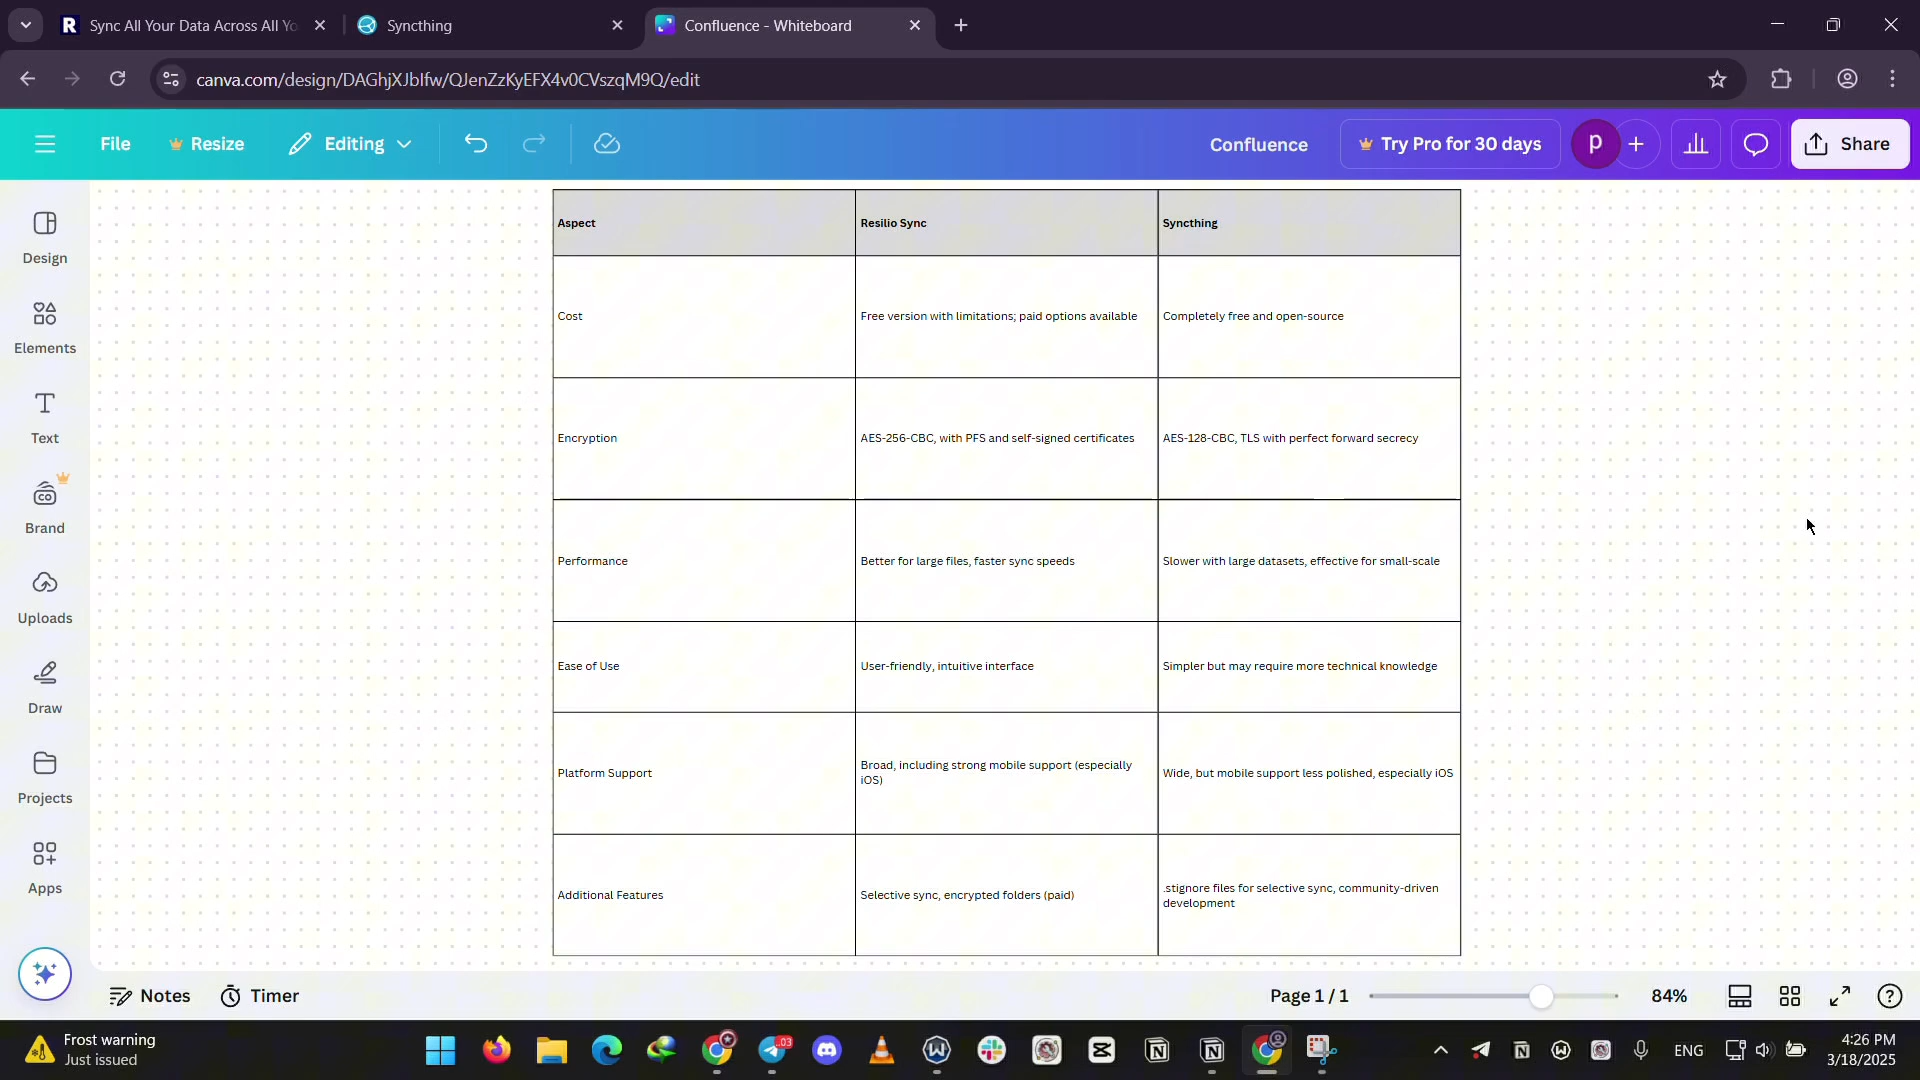 Sync All Your Data Across All Yo
Syncthing
Confluence - Whiteboard
canva.com/design/DAGhjXJbIfw/QJenZzKyEFX4v0CVszqM9Q/edit
File
Resize
Editing
Confluence
Try Pro for 30 days
p
Share
Design
Elements
Text
Brand
Uploads
Draw
Projects
Apps
Aspect
Resilio Sync
Syncthing
Cost
Free version with limitations; paid options available
Completely free and open-source
Encryption
AES-256-CBC, with PFS and self-signed certificates
AES-128-CBC, TLS with perfect forward secrecy
Performance
Better for large files, faster sync speeds
Slower with large datasets, effective for small-scale
Ease of Use
User-friendly, intuitive interface
Simpler but may require more technical knowledge
Platform Support
Broad, including strong mobile support (especially
iOS)
Wide, but mobile support less polished, especially iOS
Additional Features
Selective sync, encrypted folders (paid)
.stignore files for selective sync, community-driven
development
Notes
Timer
Page 1 / 1
84%
Frost warning
Just issued
.03
ENG
4:26 PM
3/18/2025